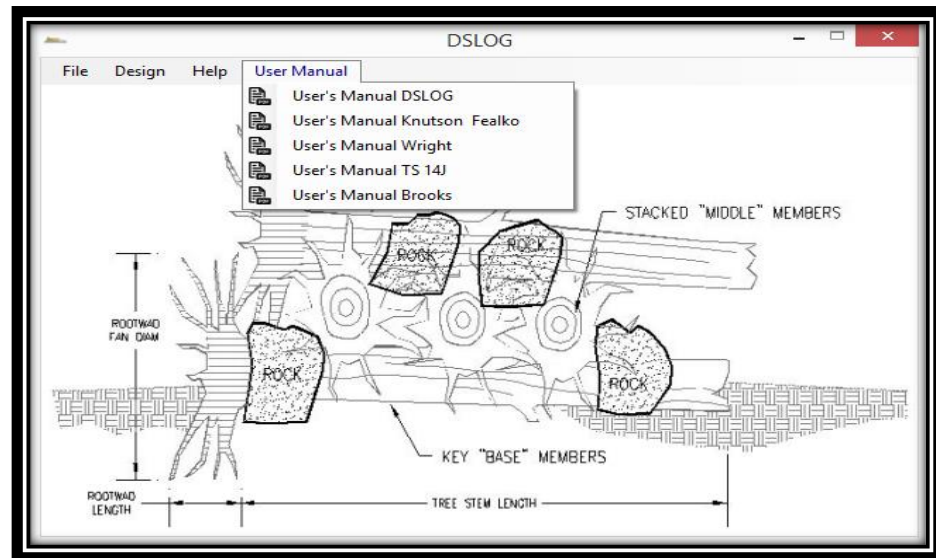 DSLOG
File Design Help User Manual
User's Manual DSLOG
User's Manual Knutson Fealko
User's Manual Wright
User's Manual TS 14J
User's Manual Brooks
STACKED "MIDDLE" MEMBERS
ROCK
ROCK
ROOTWAD
FAN DIAM
ROCK
ROCK
KEY "BASE" MEMBERS
ROOTWAD
LENGTH
TREE STEM LENGTH